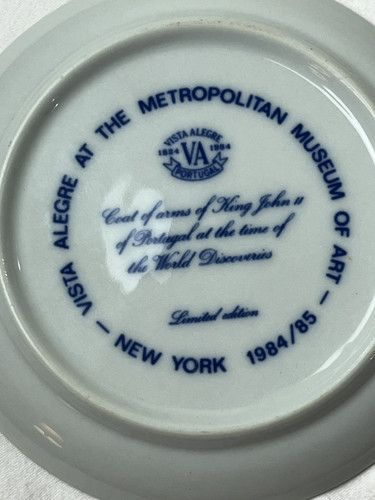 VISTA ALEGRE AT THE METROPOLITAN MUSEUM OF ART –
– NEW YORK 1984/85 –
VISTA ALEGRE
1824 VA 1984
PORTUGAL
Coat of arms of King John II
of Portugal at the time of
the World Discoveries
Limited edition